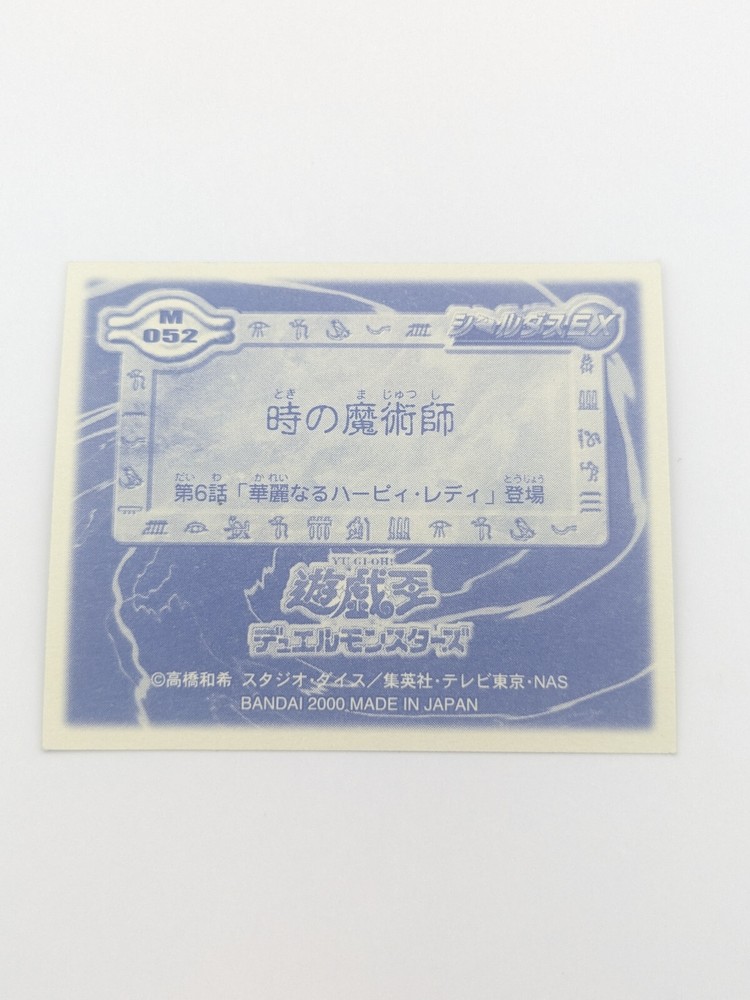 M
052
シールダスEX
とき ま じゅつ し
時の魔術師
だい わ か れい とうじょう
第6話「華麗なるハーピィ・レディ」登場
YU-GI-OH!
遊戯王
デュエルモンスターズ
©高橋和希 スタジオ・ダイス／集英社・テレビ東京・NAS
BANDAI 2000 MADE IN JAPAN